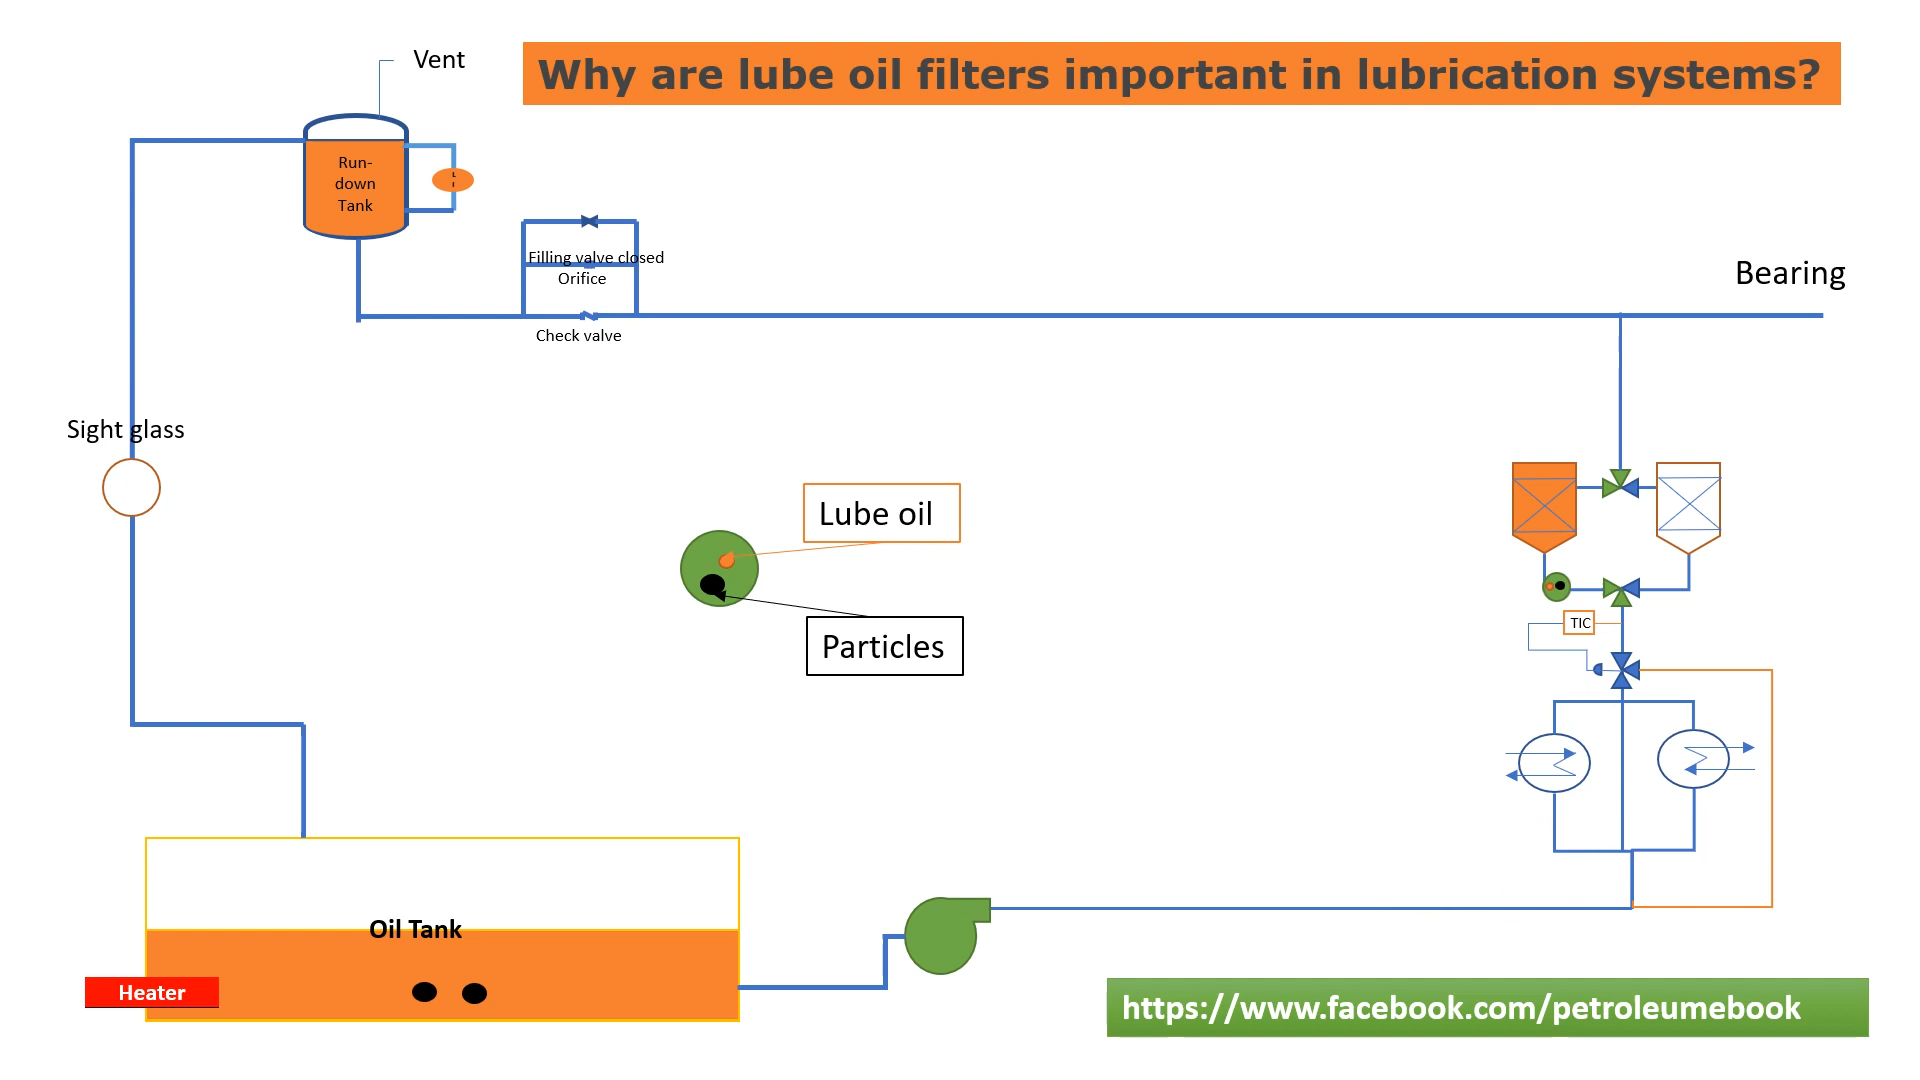 Vent
Why are lube oil filters important in lubrication systems?
Run-
down
Tank
L
I
Filling valve closed
Orifice
Check valve
Bearing
Sight glass
Lube oil
Particles
TIC
Oil Tank
Heater
https://www.facebook.com/petroleumebook